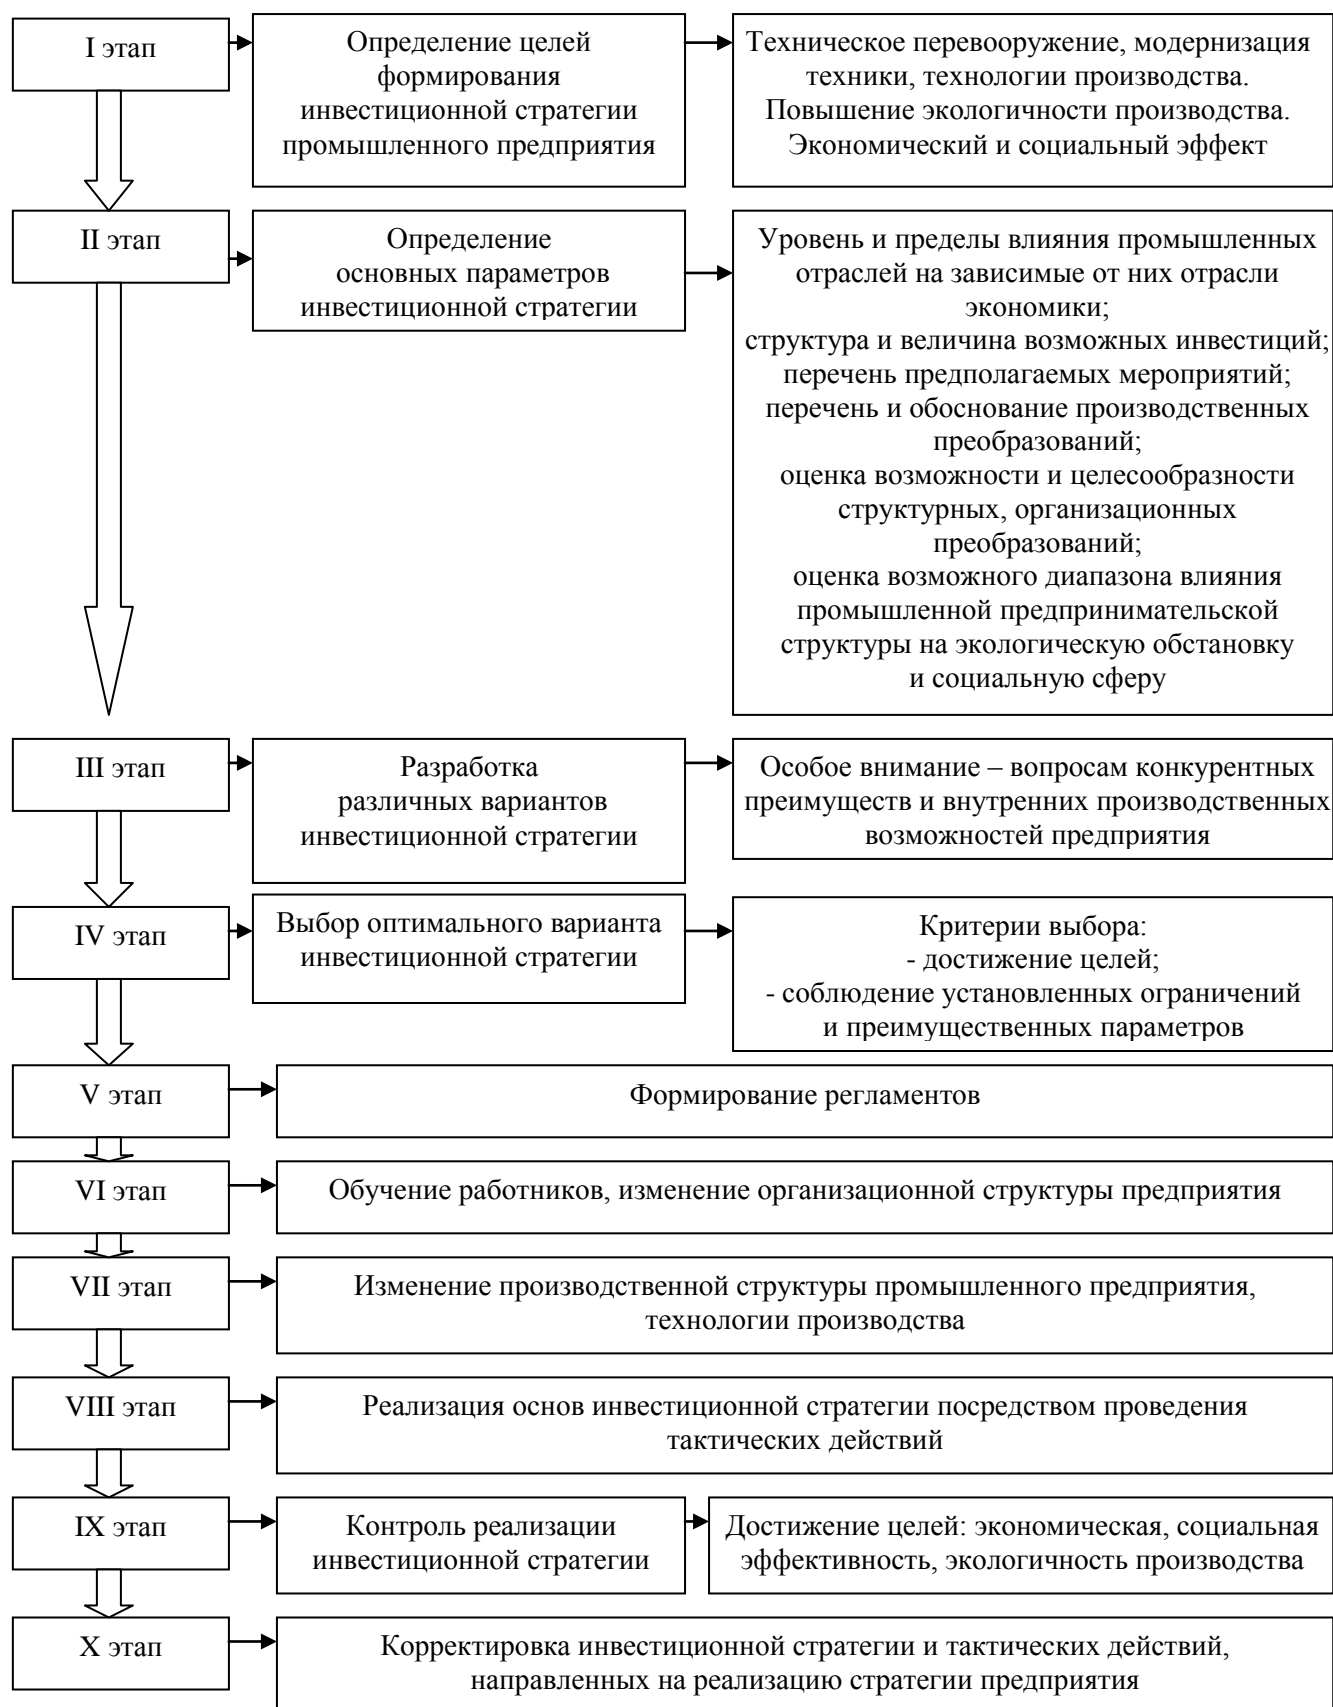 I этап
Определение целей
формирования
инвестиционной стратегии
промышленного предприятия
Техническое перевооружение, модернизация
техники, технологии производства.
Повышение экологичности производства.
Экономический и социальный эффект
II этап
Определение
основных параметров
инвестиционной стратегии
Уровень и пределы влияния промышленных
отраслей на зависимые от них отрасли
экономики;
структура и величина возможных инвестиций;
перечень предполагаемых мероприятий;
перечень и обоснование производственных
преобразований;
оценка возможности и целесообразности
структурных, организационных
преобразований;
оценка возможного диапазона влияния
промышленной предпринимательской
структуры на экологическую обстановку
и социальную сферу
III этап
Разработка
различных вариантов
инвестиционной стратегии
Особое внимание – вопросам конкурентных
преимуществ и внутренних производственных
возможностей предприятия
IV этап
Выбор оптимального варианта
инвестиционной стратегии
Критерии выбора:
- достижение целей;
- соблюдение установленных ограничений
и преимущественных параметров
V этап
Формирование регламентов
VI этап
Обучение работников, изменение организационной структуры предприятия
VII этап
Изменение производственной структуры промышленного предприятия,
технологии производства
VIII этап
Реализация основ инвестиционной стратегии посредством проведения
тактических действий
IX этап
Контроль реализации
инвестиционной стратегии
Достижение целей: экономическая, социальная
эффективность, экологичность производства
X этап
Корректировка инвестиционной стратегии и тактических действий,
направленных на реализацию стратегии предприятия